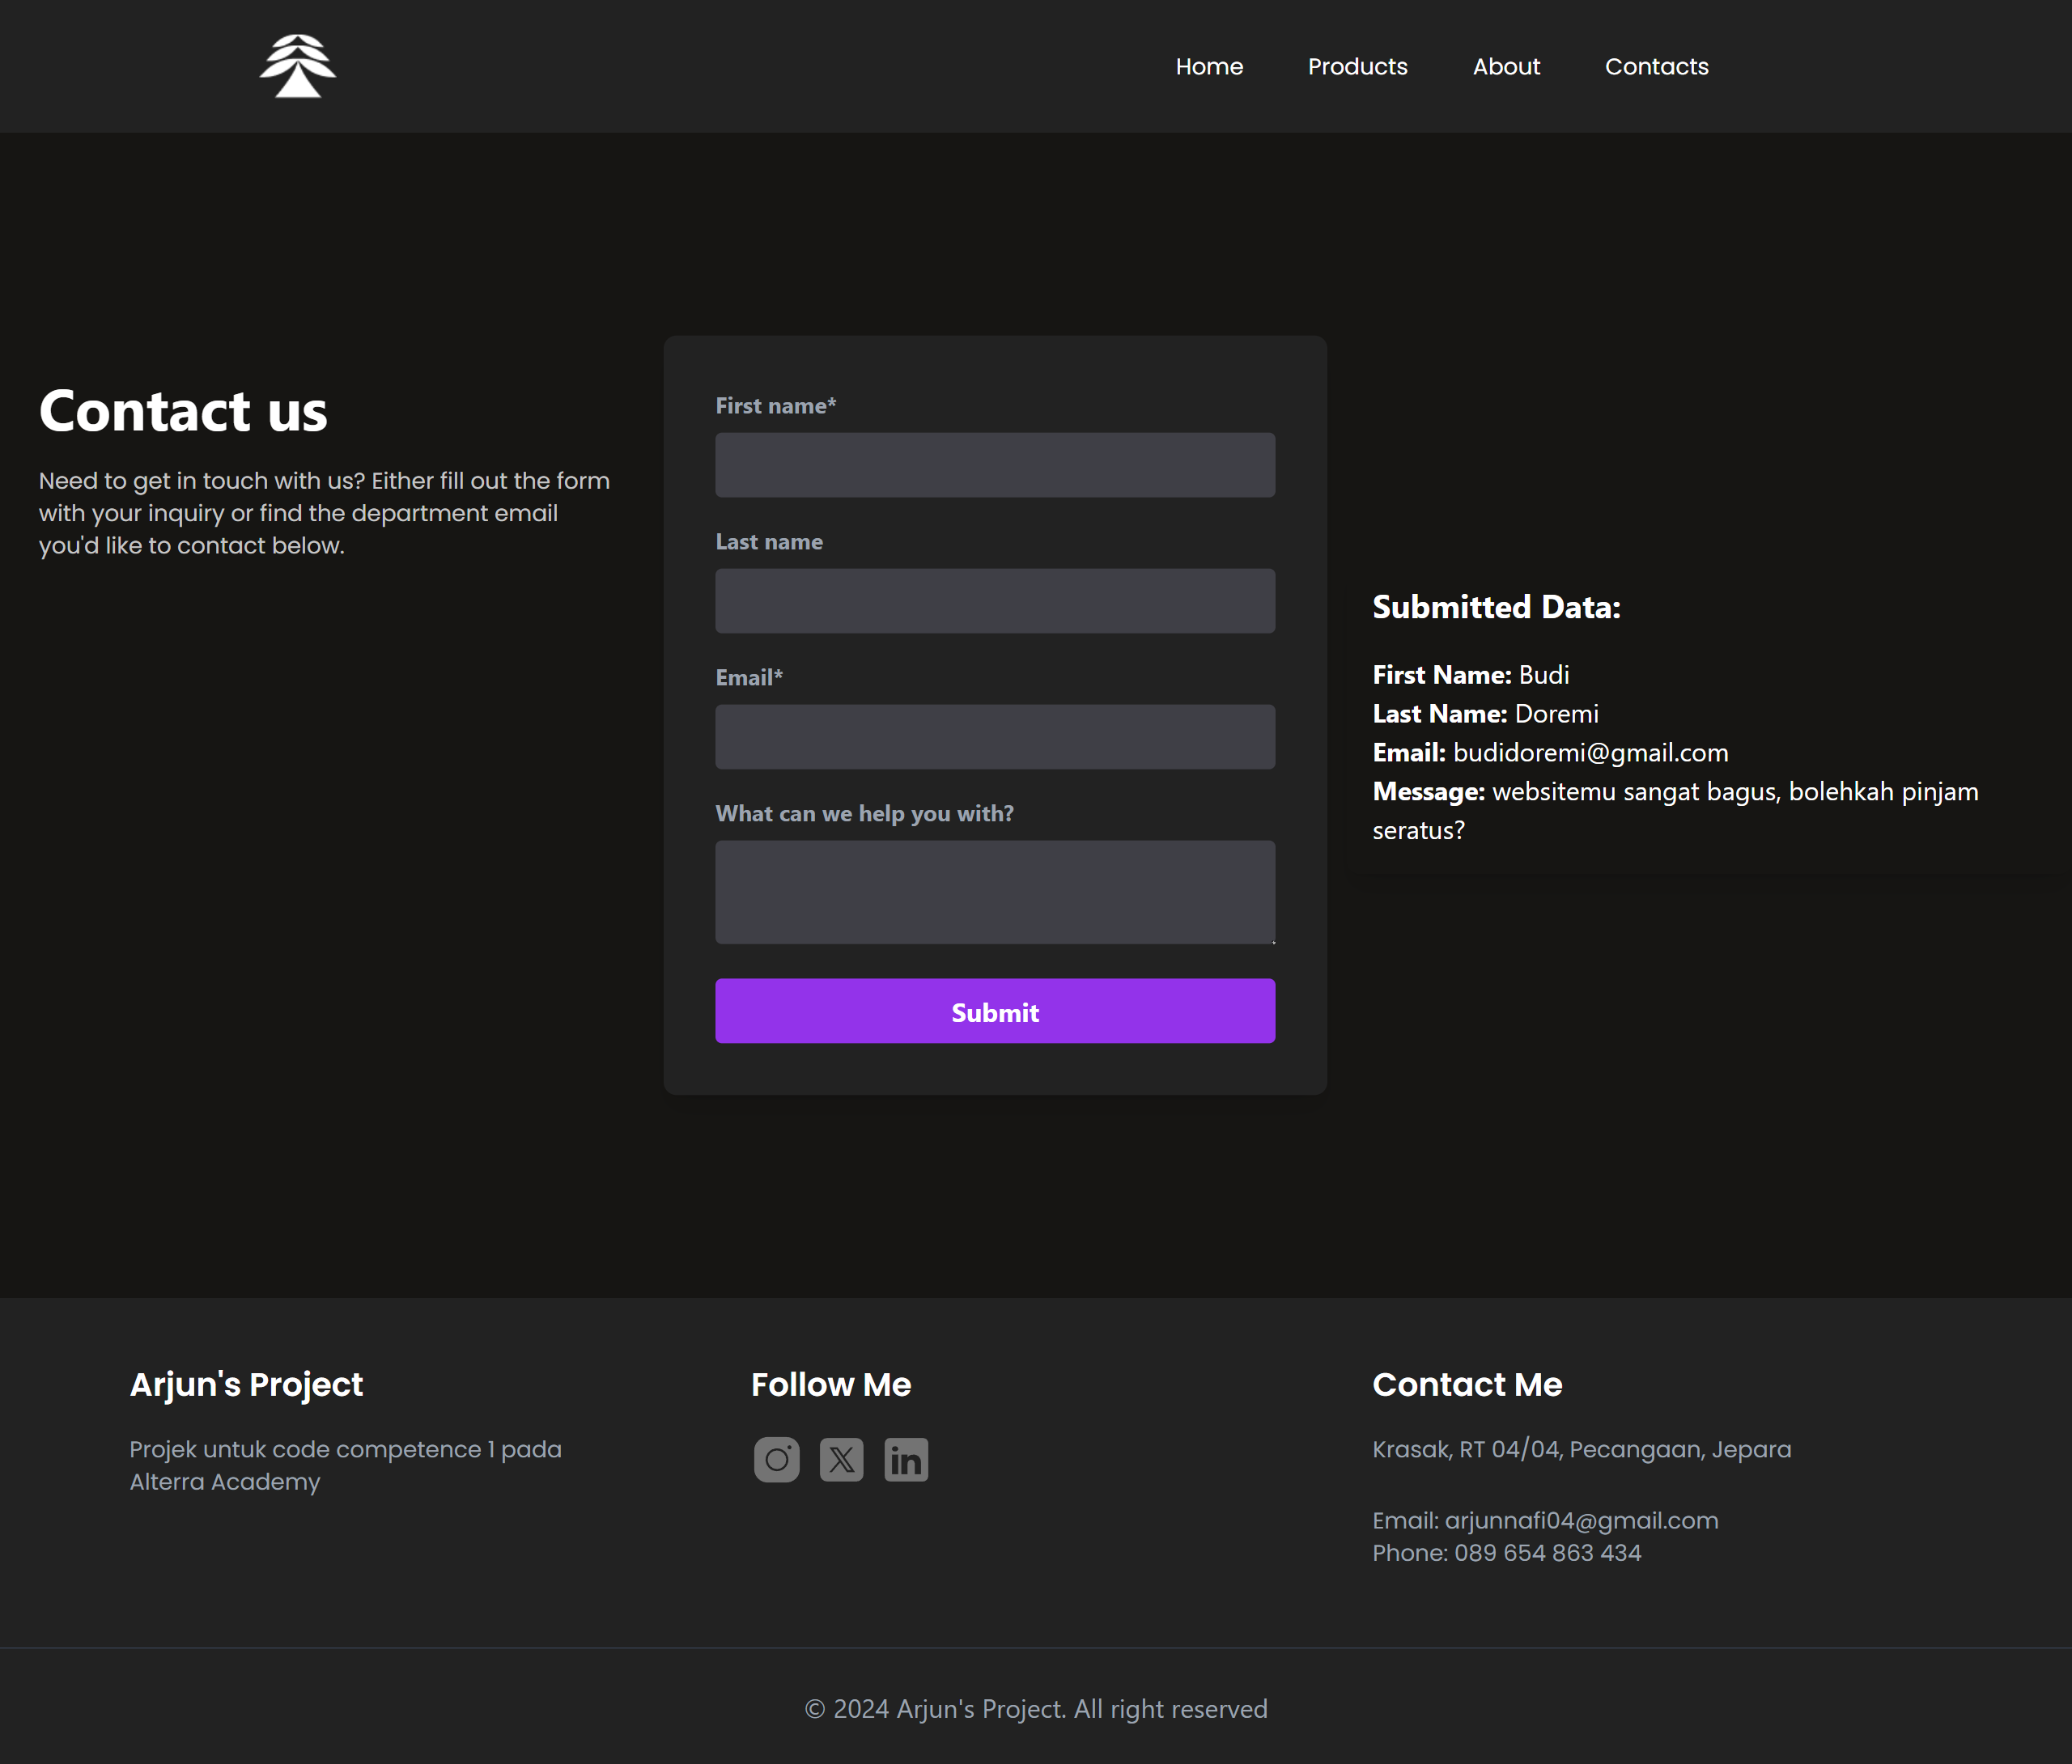 Home
Products
About
Contacts
Contact us
Need to get in touch with us? Either fill out the form
with your inquiry or find the department email
you'd like to contact below.
First name*
Last name
Email*
What can we help you with?
Submit
Submitted Data:
First Name: Budi
Last Name: Doremi
Email: budidoremi@gmail.com
Message: websitemu sangat bagus, bolehkah pinjam
seratus?
Arjun's Project
Projek untuk code competence 1 pada
Alterra Academy
Follow Me
Contact Me
Krasak, RT 04/04, Pecangaan, Jepara
Email: arjunnafi04@gmail.com
Phone: 089 654 863 434
© 2024 Arjun's Project. All right reserved